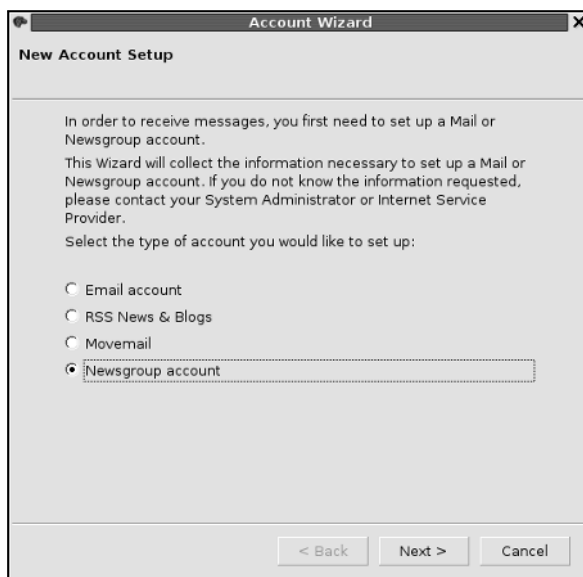 Account Wizard
New Account Setup
In order to receive messages, you first need to set up a Mail or
Newsgroup account.
This Wizard will collect the information necessary to set up a Mail or
Newsgroup account. If you do not know the information requested,
please contact your System Administrator or Internet Service
Provider.
Select the type of account you would like to set up:
Email account
RSS News & Blogs
Movemail
Newsgroup account
< Back Next > Cancel